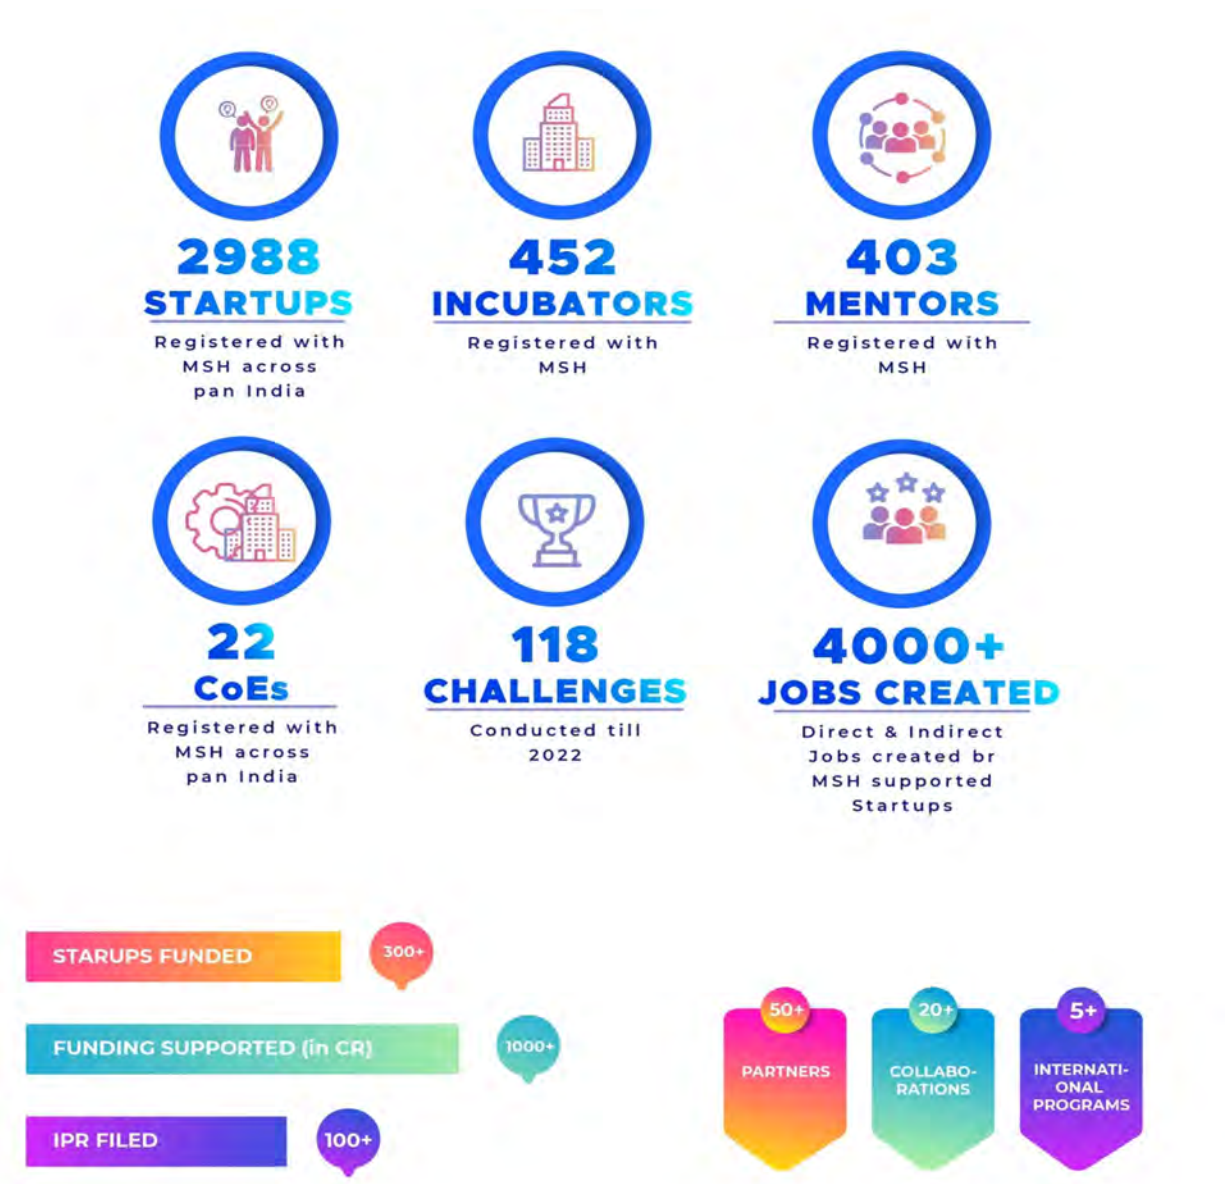 2988
STARTUPS
Registered with
MSH across
pan India
452
INCUBATORS
Registered with
MSH
403
MENTORS
Registered with
MSH
22
CoEs
Registered with
MSH across
pan India
118
CHALLENGES
Conducted till
2022
4000+
JOBS CREATED
Direct & Indirect
Jobs created br
MSH supported
Startups
STARUPS FUNDED
300+
FUNDING SUPPORTED (in CR)
1000+
IPR FILED
100+
50+
PARTNERS
20+
COLLABO-
RATIONS
5+
INTERNATI-
ONAL
PROGRAMS